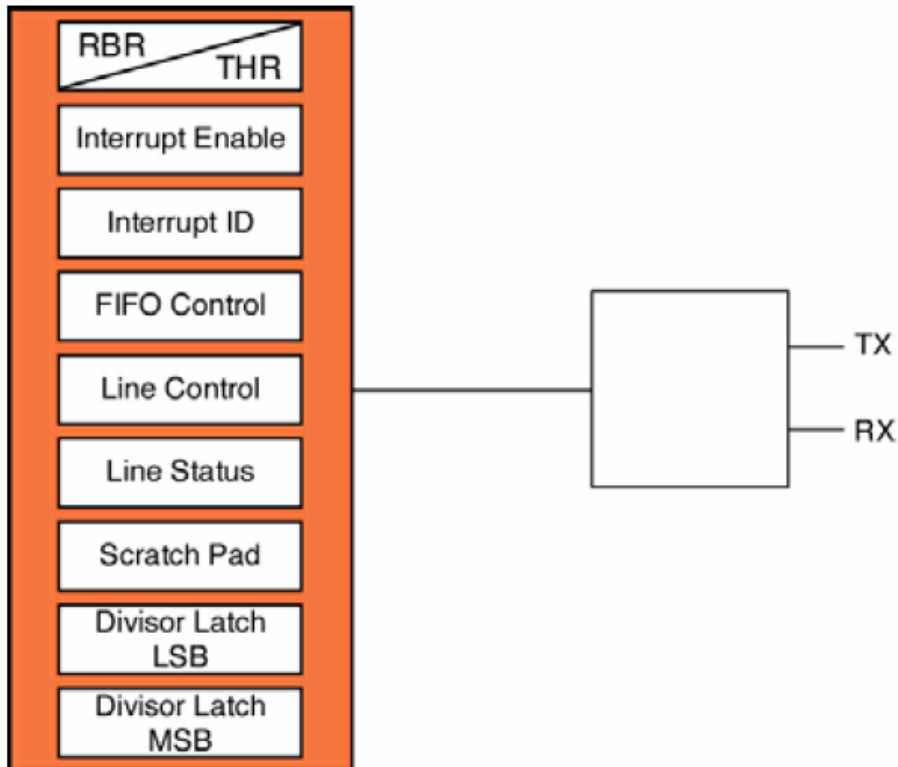 RBR
THR
Interrupt Enable
Interrupt ID
FIFO Control
Line Control
Line Status
Scratch Pad
Divisor Latch
LSB
Divisor Latch
MSB
TX
RX